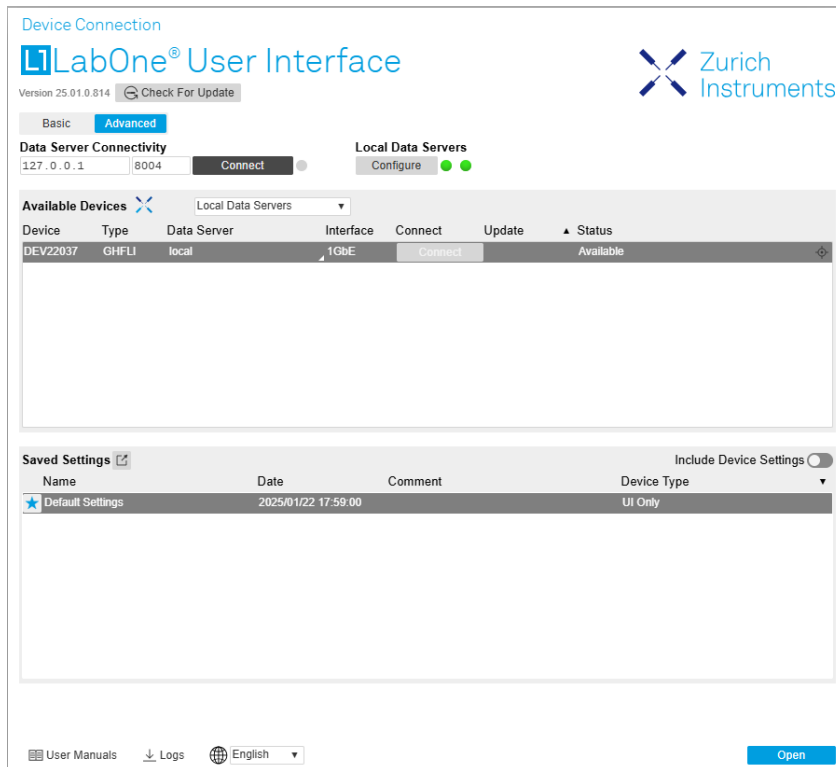 Device Connection
L1 LabOne® User Interface
Zurich Instruments
Version 25.01.0.814 Check For Update
Basic Advanced
Data Server Connectivity Local Data Servers
127.0.0.1 8004 Connect Configure
Available Devices Local Data Servers ▼
Device Type Data Server Interface Connect Update ▲ Status
DEV22037 GHFLI local 1GbE Connect Available
Saved Settings Include Device Settings
Name Date Comment Device Type ▼
Default Settings 2025/01/22 17:59:00 UI Only
User Manuals Logs English ▼ Open